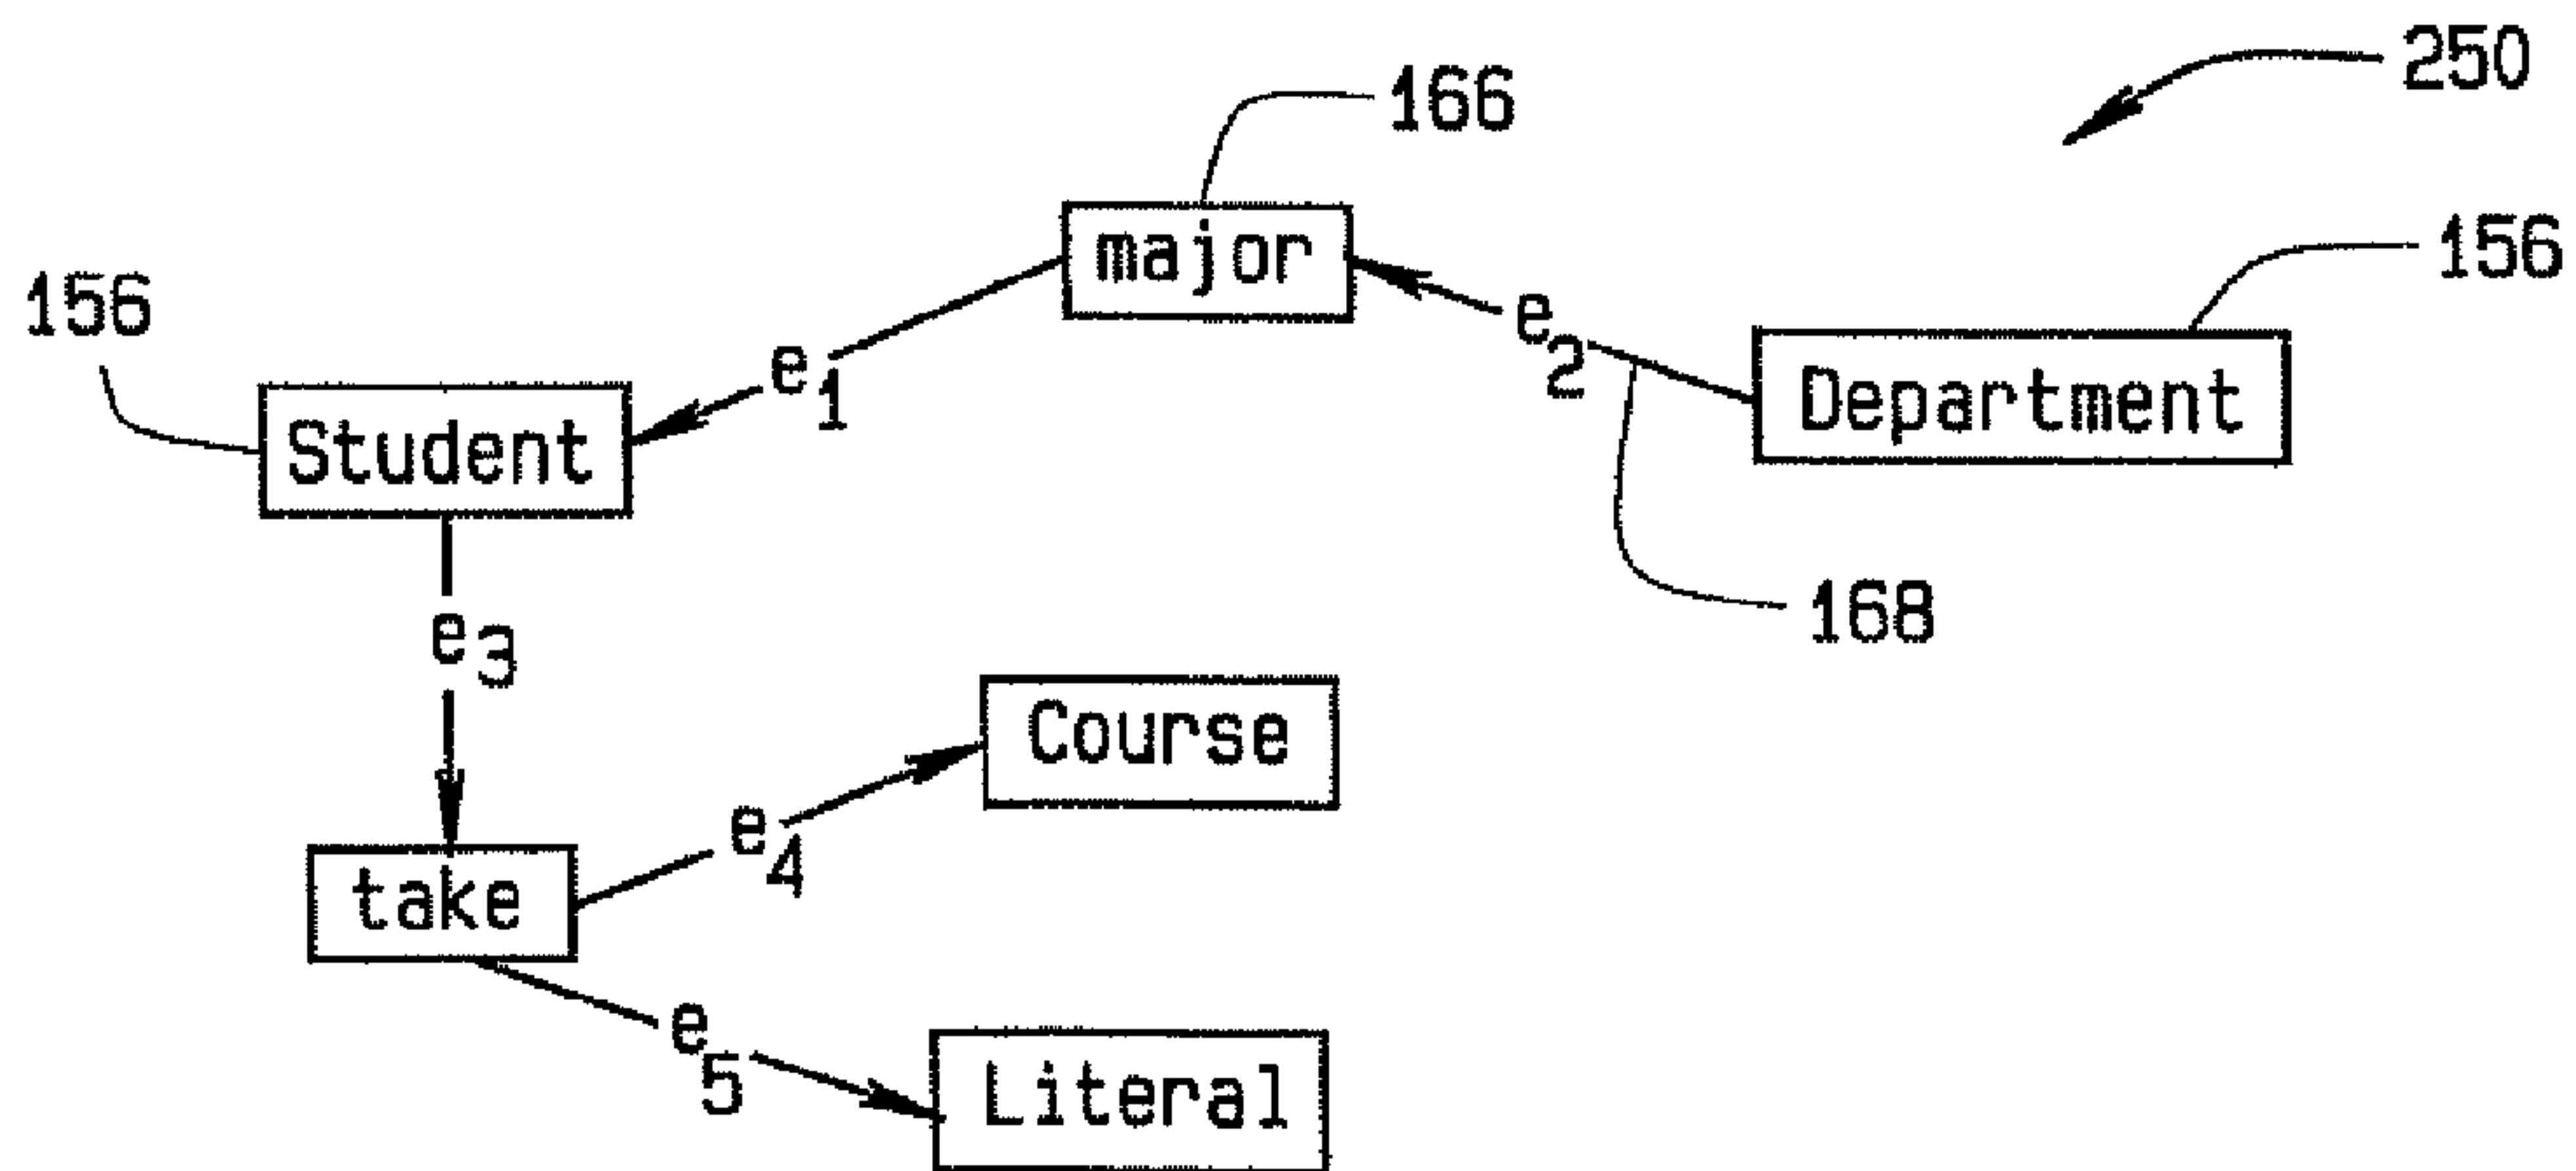 250
166
major
156
156
e2
Department
e1
Student
168
e3
Course
e4
take
e5
Literal